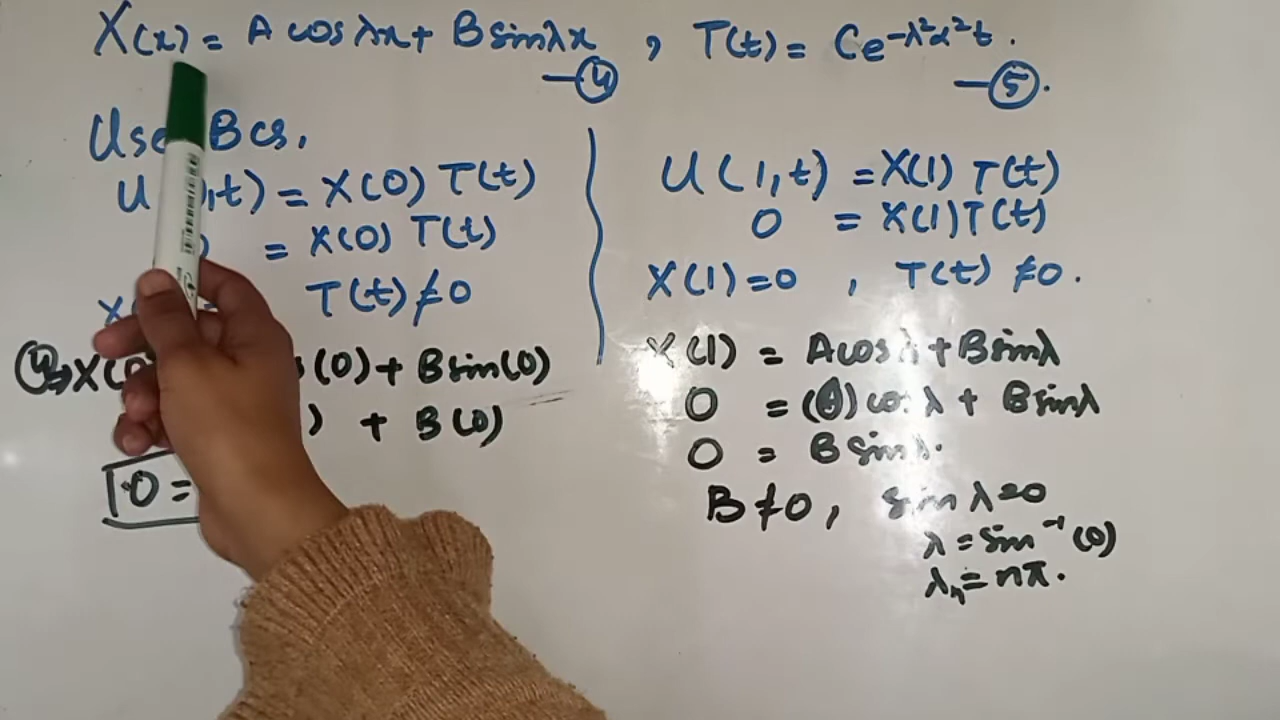 X(x) = A cos λx + B sin λx , T(t) = Ce^-λ²α²t .
—④ —⑤.
Use Bcs,
U ,t) = X(0) T(t)
= X(0) T(t)
T(t) ≠ 0
④→X(0 (0) + B sin(0)
) + B(0)
0 =
U(1,t) = X(1) T(t)
0 = X(1)T(t)
X(1)=0 , T(t) ≠0.
X(1) = A cos λ + B sin λ
0 = (0) cos λ + B sin λ
0 = B sin λ.
B≠0, sin λ=0
λ = sin⁻¹(0)
λn = nπ.